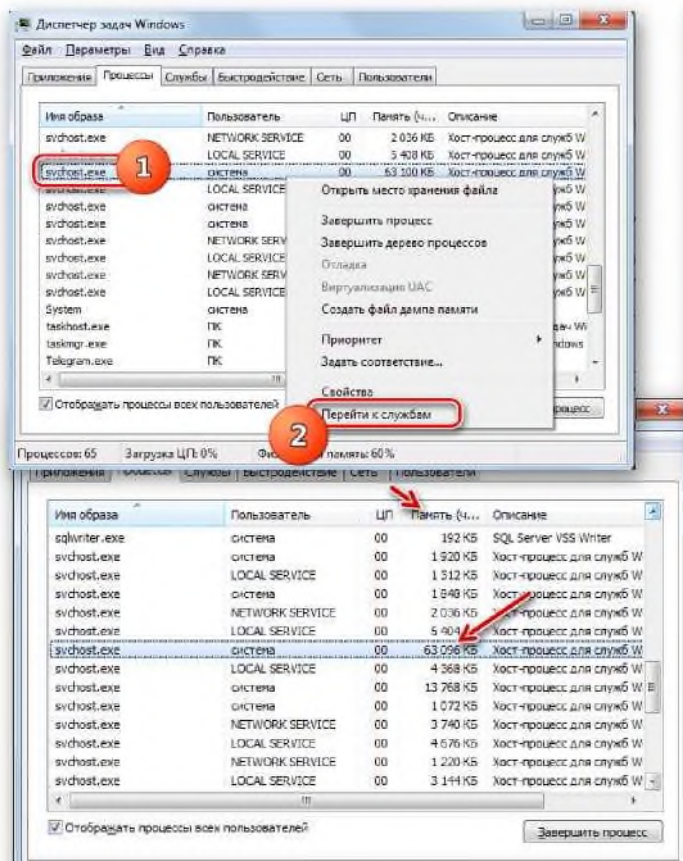 Диспетчер задач Windows
Файл Параметры Вид Справка
Приложения Процессы Службы Быстродействие Сеть Пользователи
Имя образа Пользователь ЦП Память (ч... Описание
svchost.exe NETWORK SERVICE 00 2 036 КБ Хост-процесс для служб W
LOCAL SERVICE 00 5 408 КБ Хост-процесс для служб W
svchost.exe система 00 63 100 КБ Хост-процесс для служб W
1
svchost.exe LOCAL SERVICE
Открыть место хранения файла
svchost.exe система
svchost.exe система
Завершить процесс
svchost.exe NETWORK SERV
Завершить дерево процессов
svchost.exe LOCAL SERVICE
Отладка
svchost.exe NETWORK SERV
Виртуализация UAC
svchost.exe LOCAL SERVICE
System система
Создать файл дампа памяти
taskhost.exe ПК
taskmgr.exe ПК
Приоритет
Telegram.exe ПК
Задать соответствие...
Свойства
Отображать процессы всех пользователей
Перейти к службам
2
Процессов: 65 Загрузка ЦП: 0% память: 60%
Приложения Процессы Службы Быстродействие Сеть Пользователи
Имя образа Пользователь ЦП Память (ч... Описание
sqlwriter.exe система 00 192 КБ SQL Server VSS Writer
svchost.exe система 00 1 920 КБ Хост-процесс для служб W
svchost.exe LOCAL SERVICE 00 1 312 КБ Хост-процесс для служб W
svchost.exe система 00 1 848 КБ Хост-процесс для служб W
svchost.exe NETWORK SERVICE 00 2 036 КБ Хост-процесс для служб W
svchost.exe LOCAL SERVICE 00 5 404 Хост-процесс для служб W
svchost.exe система 00 63 096 КБ Хост-процесс для служб W
svchost.exe LOCAL SERVICE 00 4 368 КБ Хост-процесс для служб W
svchost.exe система 00 13 768 КБ Хост-процесс для служб W
svchost.exe система 00 1 072 КБ Хост-процесс для служб W
svchost.exe NETWORK SERVICE 00 3 740 КБ Хост-процесс для служб W
svchost.exe LOCAL SERVICE 00 4 676 КБ Хост-процесс для служб W
svchost.exe NETWORK SERVICE 00 1 220 КБ Хост-процесс для служб W
svchost.exe LOCAL SERVICE 00 3 144 КБ Хост-процесс для служб W
Отображать процессы всех пользователей
Завершить процесс